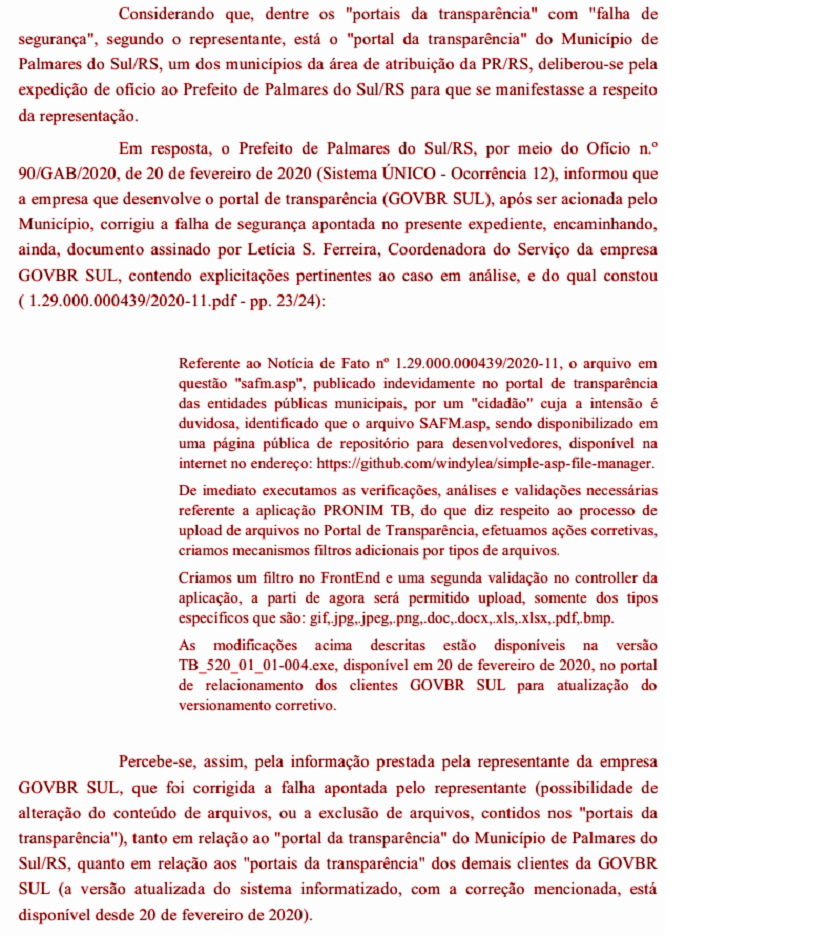 Considerando que, dentre os "portais da transparência" com "falha de
segurança", segundo o representante, está o "portal da transparência" do Município de
Palmares do Sul/RS, um dos municípios da área de atribuição da PR/RS, deliberou-se pela
expedição de ofício ao Prefeito de Palmares do Sul/RS para que se manifestasse a respeito
da representação.
Em resposta, o Prefeito de Palmares do Sul/RS, por meio do Ofício n.º
90/GAB/2020, de 20 de fevereiro de 2020 (Sistema ÚNICO - Ocorrência 12), informou que
a empresa que desenvolve o portal de transparência (GOVBR SUL), após ser acionada pelo
Município, corrigiu a falha de segurança apontada no presente expediente, encaminhando,
ainda, documento assinado por Letícia S. Ferreira, Coordenadora do Serviço da empresa
GOVBR SUL, contendo explicitações pertinentes ao caso em análise, e do qual constou
( 1.29.000.000439/2020-11.pdf - pp. 23/24):
Referente ao Notícia de Fato nº 1.29.000.000439/2020-11, o arquivo em
questão "safm.asp", publicado indevidamente no portal de transparência
das entidades públicas municipais, por um "cidadão" cuja a intensão é
duvidosa, identificado que o arquivo SAFM.asp, sendo disponibilizado em
uma página pública de repositório para desenvolvedores, disponível na
internet no endereço: https://github.com/windylea/simple-asp-file-manager.
De imediato executamos as verificações, análises e validações necessárias
referente a aplicação PRONIM TB, do que diz respeito ao processo de
upload de arquivos no Portal de Transparência, efetuamos ações corretivas,
criamos mecanismos filtros adicionais por tipos de arquivos.
Criamos um filtro no FrontEnd e uma segunda validação no controller da
aplicação, a parti de agora será permitido upload, somente dos tipos
específicos que são: gif,.jpg,.jpeg,.png,.doc,.docx,.xls,.xlsx,.pdf,.bmp.
As modificações acima descritas estão disponíveis na versão
TB_520_01_01-004.exe, disponível em 20 de fevereiro de 2020, no portal
de relacionamento dos clientes GOVBR SUL para atualização do
versionamento corretivo.
Percebe-se, assim, pela informação prestada pela representante da empresa
GOVBR SUL, que foi corrigida a falha apontada pelo representante (possibilidade de
alteração do conteúdo de arquivos, ou a exclusão de arquivos, contidos nos "portais da
transparência"), tanto em relação ao "portal da transparência" do Município de Palmares do
Sul/RS, quanto em relação aos "portais da transparência" dos demais clientes da GOVBR
SUL (a versão atualizada do sistema informatizado, com a correção mencionada, está
disponível desde 20 de fevereiro de 2020).